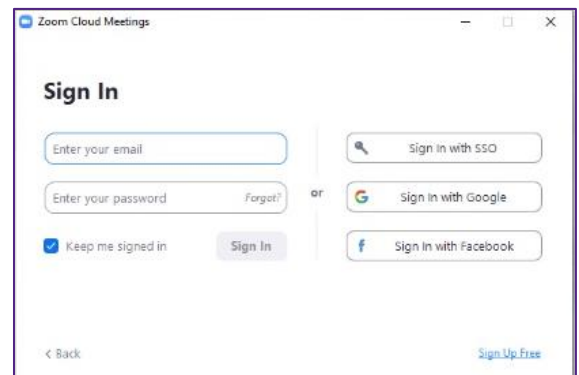 Zoom Cloud Meetings
Sign In
Enter your email
Enter your password Forgot?
Keep me signed in Sign In
or
Sign In with SSO
Sign In with Google
Sign In with Facebook
< Back
Sign Up Free